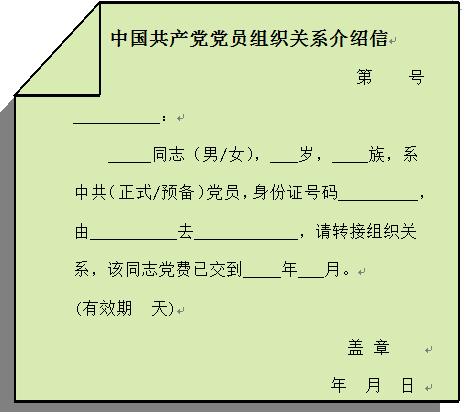 中国共产党党员组织关系介绍信
第    号
__________：
_____同志（男/女），___岁，____族，系
中共（正式/预备）党员，身份证号码_________，
由__________去____________，请转接组织关
系，该同志党费已交到____年___月。
(有效期  天)
盖 章
年  月  日